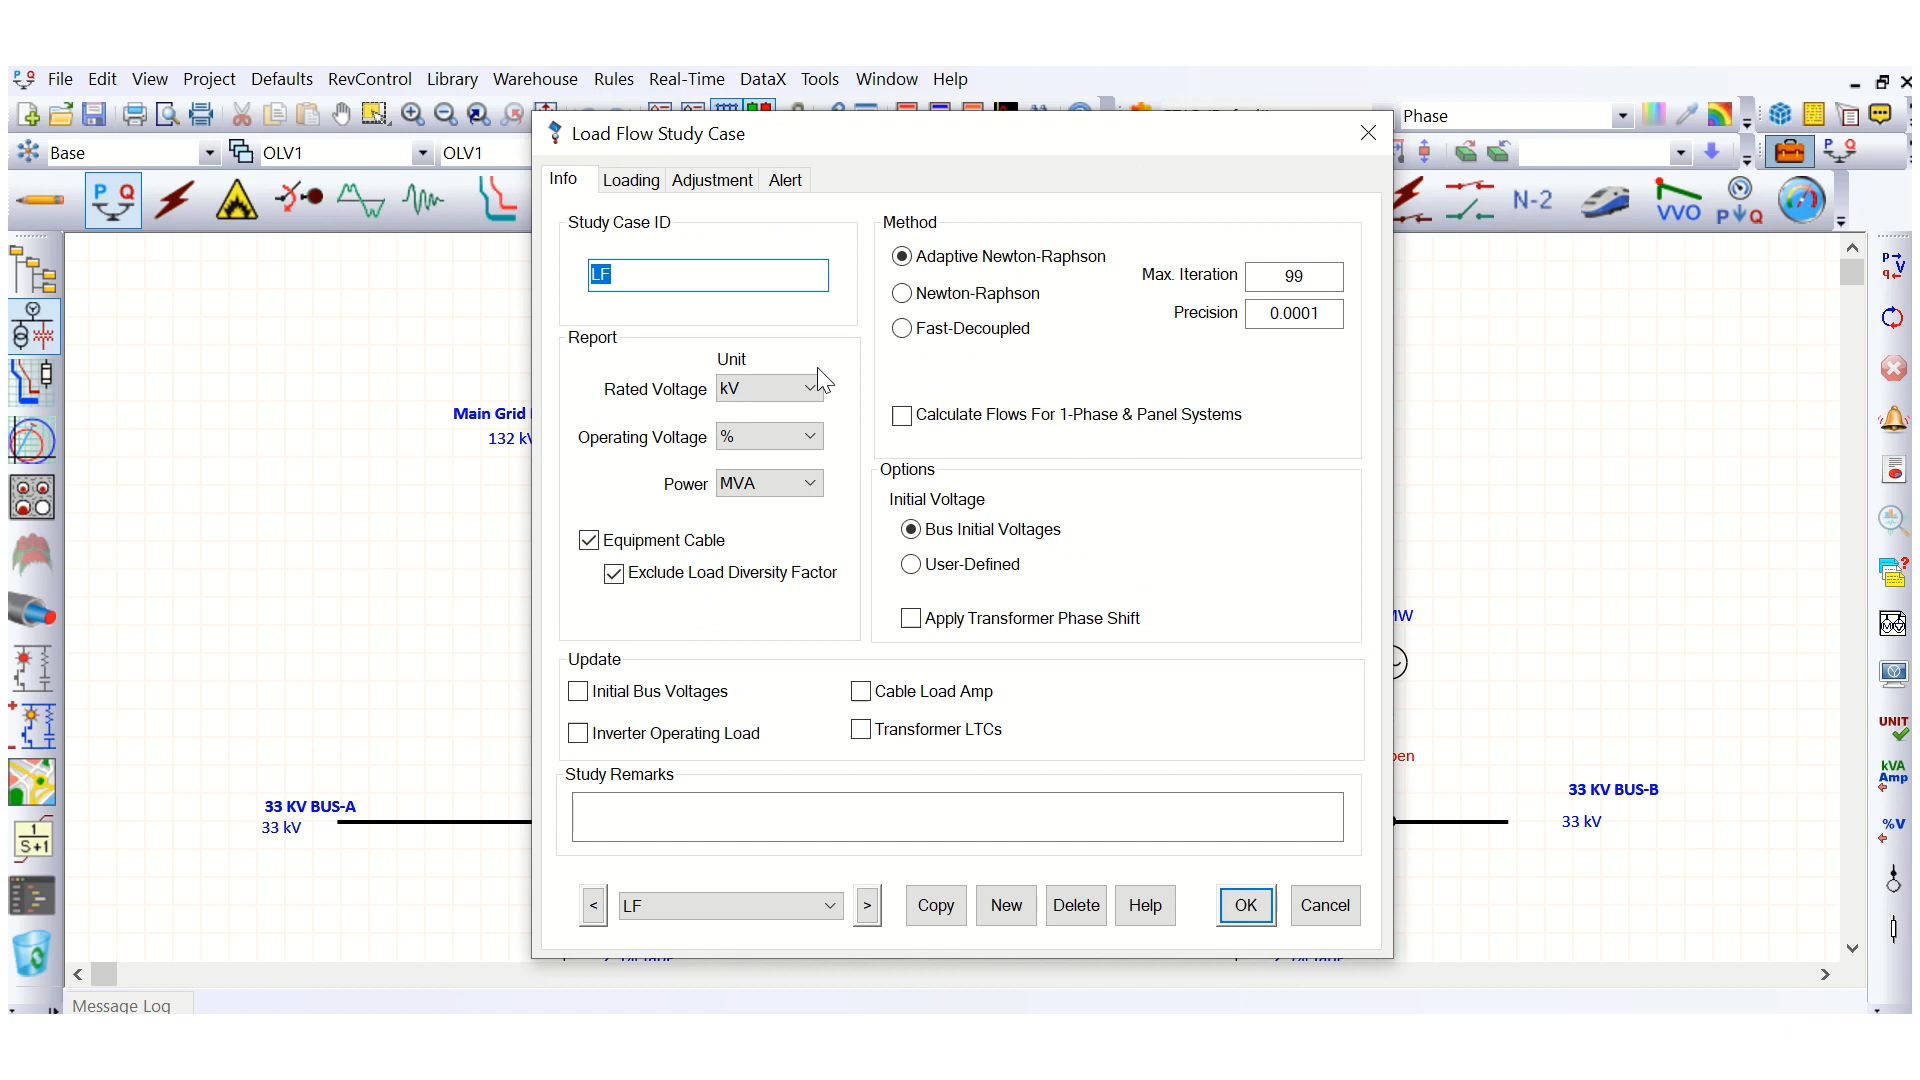 File Edit View Project Defaults RevControl Library Warehouse Rules Real-Time DataX Tools Window Help
Phase
Base OLV1 OLV1
Load Flow Study Case
P Q N-2 VVO P Q
Info Loading Adjustment Alert
Study Case ID
LF
Method
Adaptive Newton-Raphson
Newton-Raphson
Fast-Decoupled
Max. Iteration 99
Precision 0.0001
Calculate Flows For 1-Phase & Panel Systems
Report
Unit
Rated Voltage kV
Operating Voltage %
Power MVA
Equipment Cable
Exclude Load Diversity Factor
Options
Initial Voltage
Bus Initial Voltages
User-Defined
Apply Transformer Phase Shift
Update
Initial Bus Voltages Cable Load Amp
Inverter Operating Load Transformer LTCs
Study Remarks
< LF > Copy New Delete Help OK Cancel
Main Grid
132 kV
33 KV BUS-A
33 kV
33 KV BUS-B
33 kV
UNIT
kVA
Amp
%V
1
S+1
Message Log